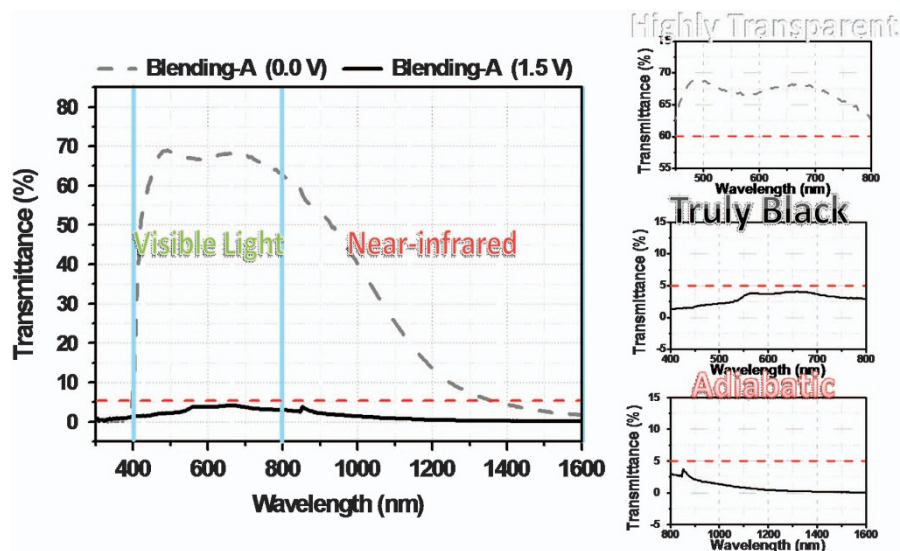 Blending-A (0.0 V) Blending-A (1.5 V)
Transmittance (%)
80
70
60
50
40
30
20
10
0
Visible Light
Near-infrared
400 600 800 1000 1200 1400 1600
Wavelength (nm)
Highly Transparent
Transmittance (%)
75
70
65
60
55
500 600 700 800
Wavelength (nm)
Truly Black
Transmittance (%)
15
10
5
0
-5
400 500 600 700 800
Wavelength (nm)
Adiabatic
Transmittance (%)
15
10
5
0
-5
800 1000 1200 1400 1600
Wavelength (nm)